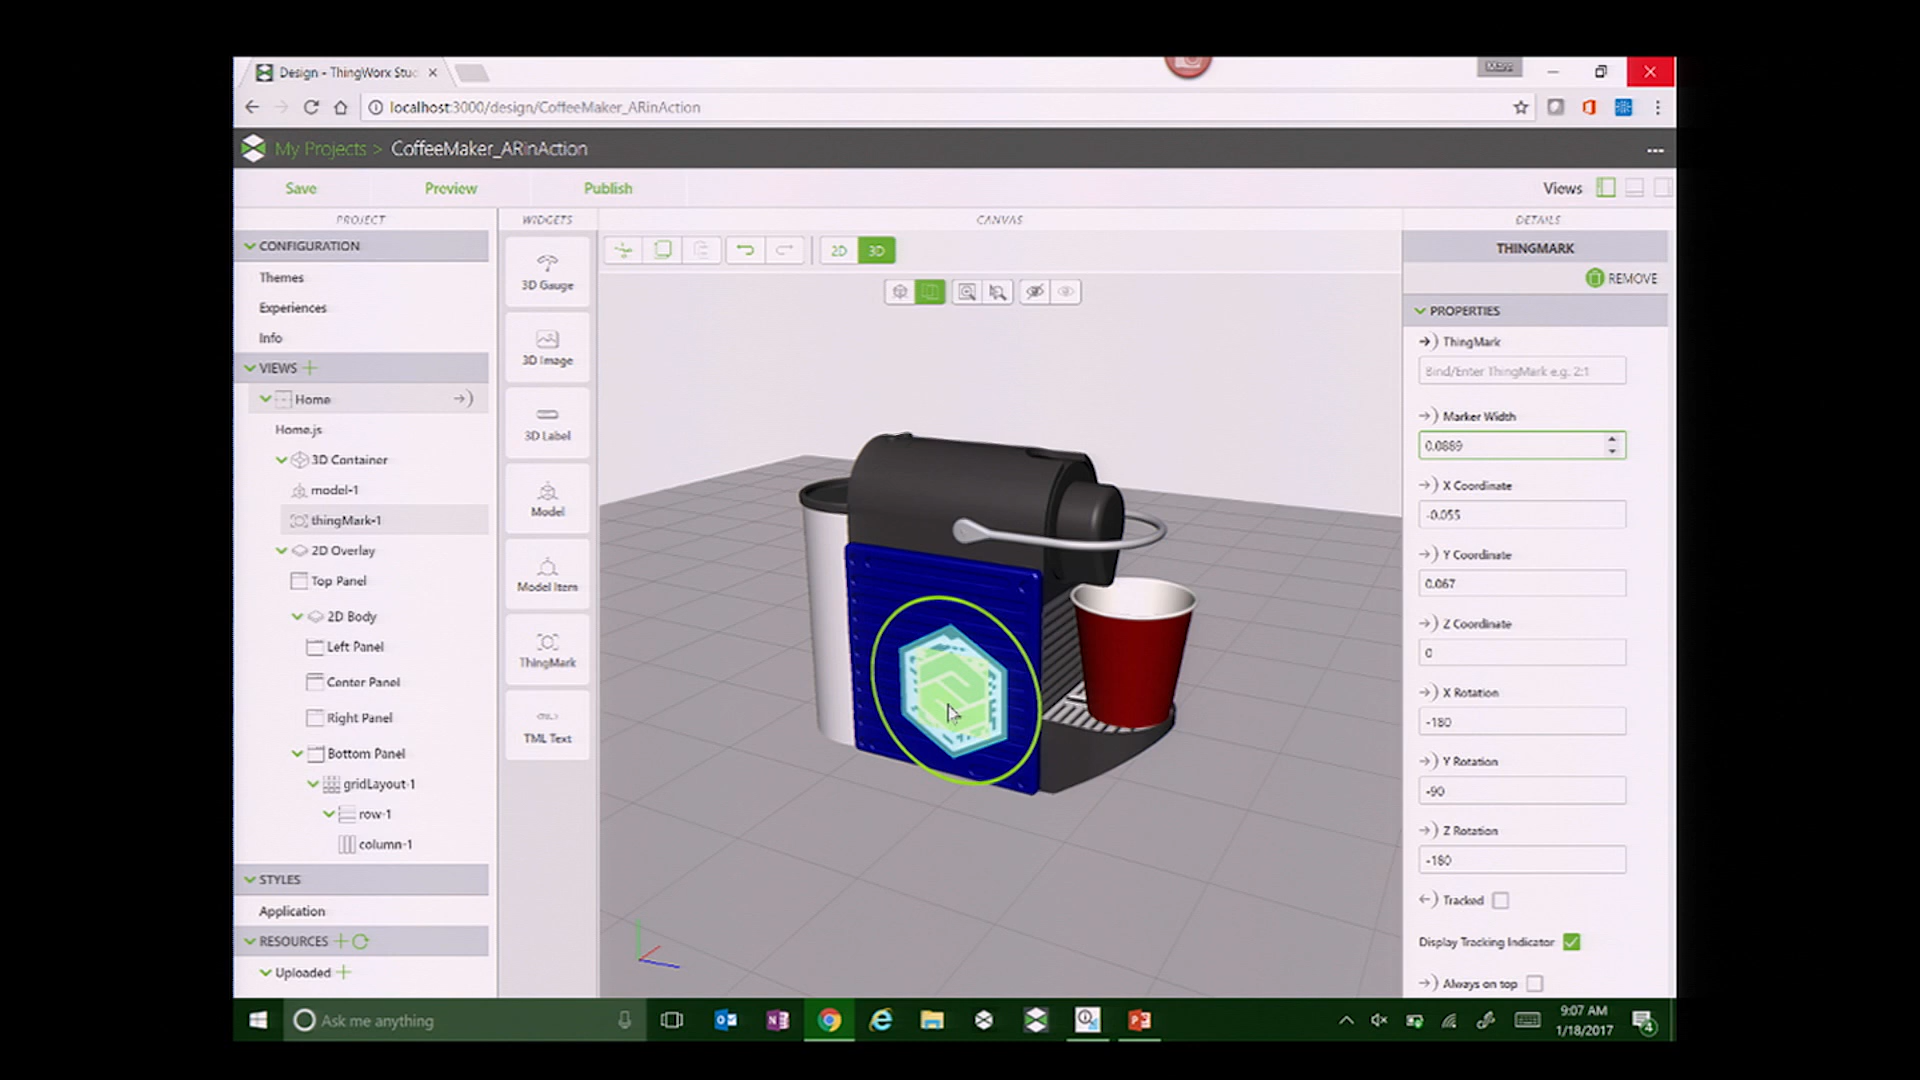 Design - ThingWorx Stuc
localhost:3000/design/CoffeeMaker_ARinAction
My Projects > CoffeeMaker_ARinAction
Save
Preview
Publish
Views
PROJECT
WIDGETS
CANVAS
DETAILS
CONFIGURATION
Themes
Experiences
Info
VIEWS
Home
Home.js
3D Container
model-1
thingMark-1
2D Overlay
Top Panel
2D Body
Left Panel
Center Panel
Right Panel
Bottom Panel
gridLayout-1
row-1
column-1
STYLES
Application
RESOURCES
Uploaded
3D Gauge
3D Image
3D Label
Model
Model Item
ThingMark
TML Text
2D
3D
THINGMARK
REMOVE
PROPERTIES
ThingMark
Bind/Enter ThingMark e.g. 2:1
Marker Width
0.0889
X Coordinate
-0.055
Y Coordinate
0.067
Z Coordinate
0
X Rotation
-180
Y Rotation
-90
Z Rotation
-180
Tracked
Display Tracking Indicator
Always on top
Ask me anything
9:07 AM
1/18/2017
4